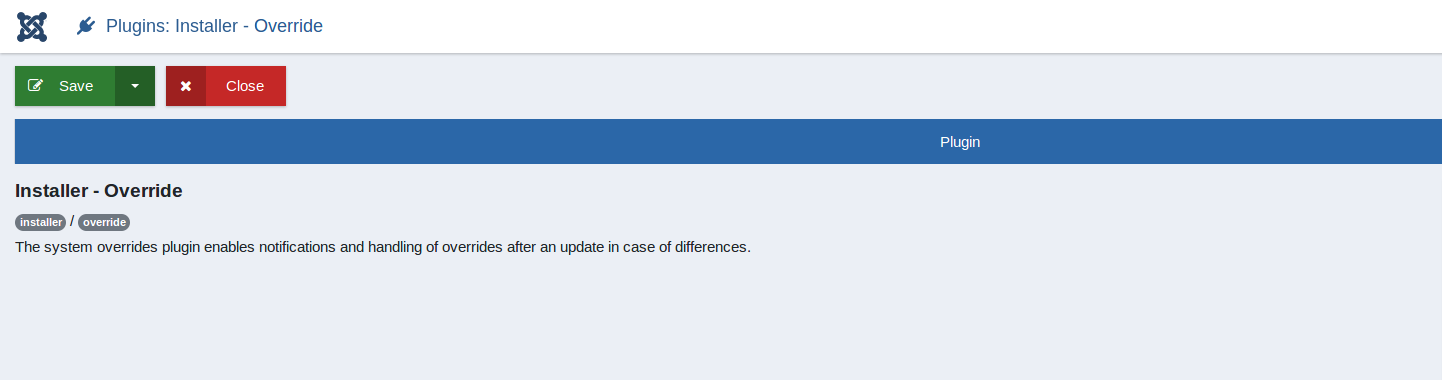 Plugins: Installer - Override
Save
Close
Plugin
Installer - Override
installer / override
The system overrides plugin enables notifications and handling of overrides after an update in case of differences.